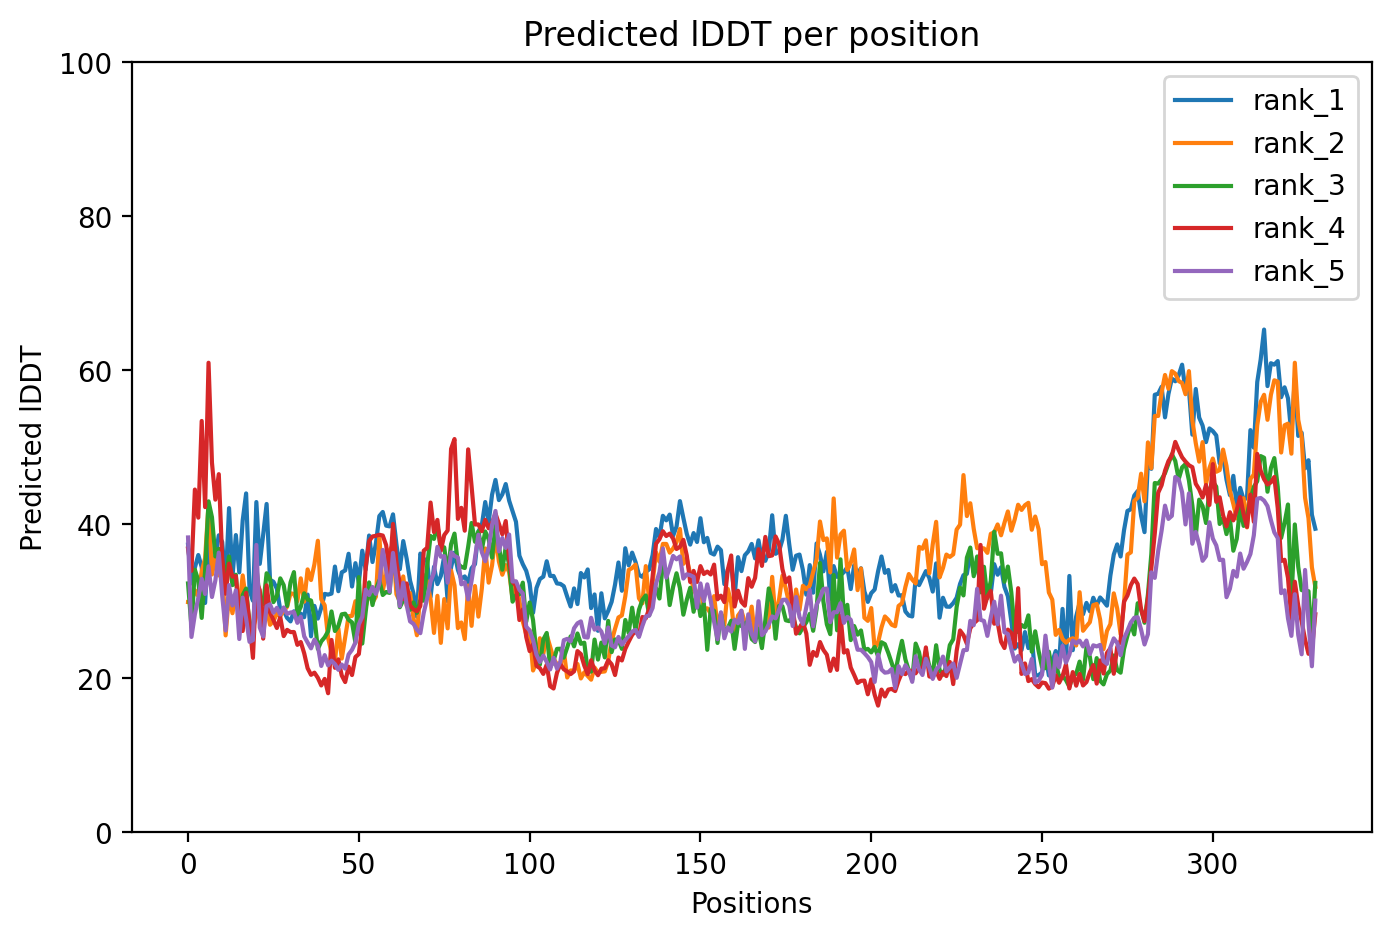 Predicted lDDT per position
100
80
60
40
20
0
Predicted lDDT
0 50 100 150 200 250 300
Positions
rank_1
rank_2
rank_3
rank_4
rank_5